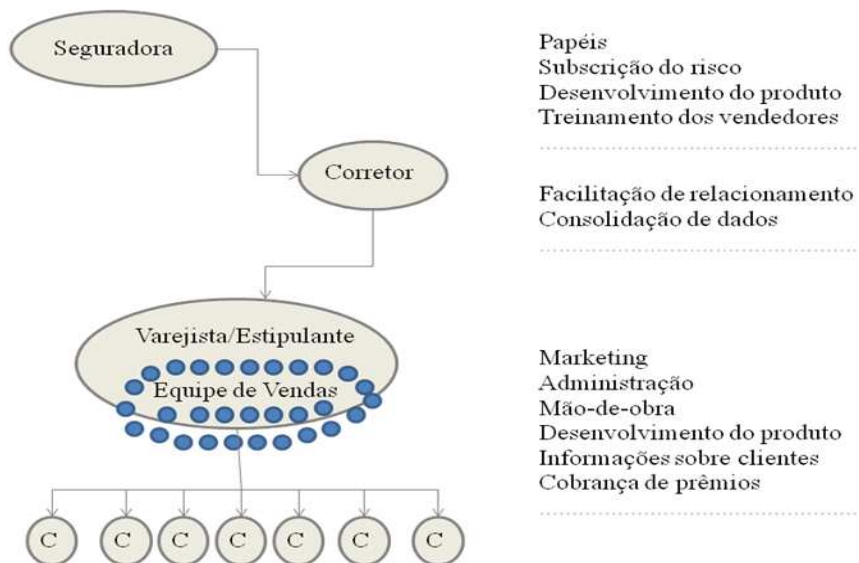 Seguradora
Papéis
Subscrição do risco
Desenvolvimento do produto
Treinamento dos vendedores
Corretor
Facilitação de relacionamento
Consolidação de dados
Varejista/Estipulante
Equipe de Vendas
Marketing
Administração
Mão-de-obra
Desenvolvimento do produto
Informações sobre clientes
Cobrança de prêmios
C C C C C C C